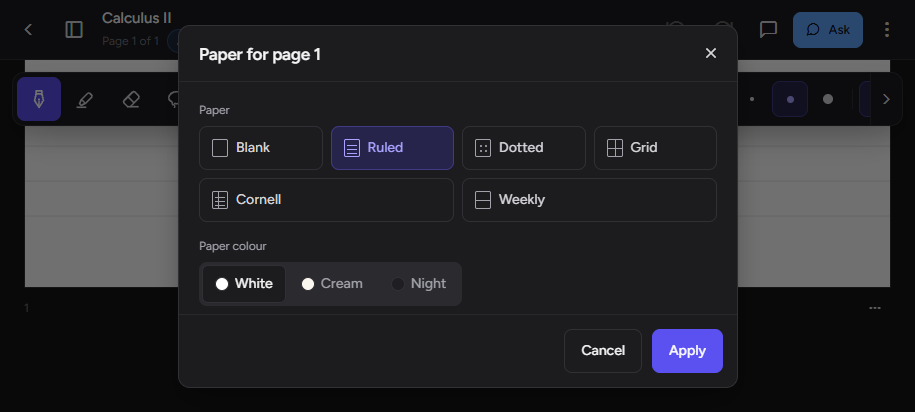 Calculus II
Page 1 of 1
Ask
Paper for page 1
Paper
Blank
Ruled
Dotted
Grid
Cornell
Weekly
Paper colour
White
Cream
Night
1
Cancel
Apply